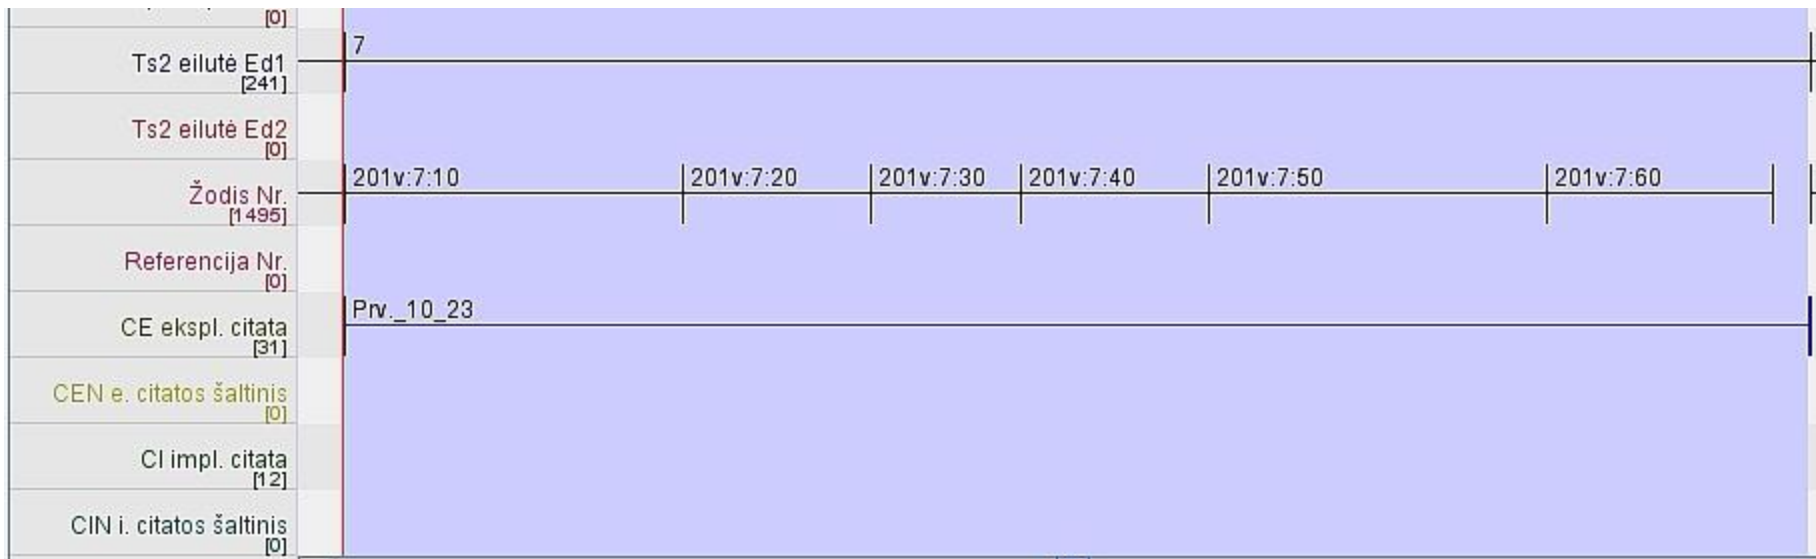 [0]
7
Ts2 eilutė Ed1
[241]
Ts2 eilutė Ed2
[0]
201v:7:10 201v:7:20 201v:7:30 201v:7:40 201v:7:50 201v:7:60
Žodis Nr.
[1495]
Referencija Nr.
[0]
Prv._10_23
CE ekspl. citata
[31]
CEN e. citatos šaltinis
[0]
CI impl. citata
[12]
CIN i. citatos šaltinis
[0]